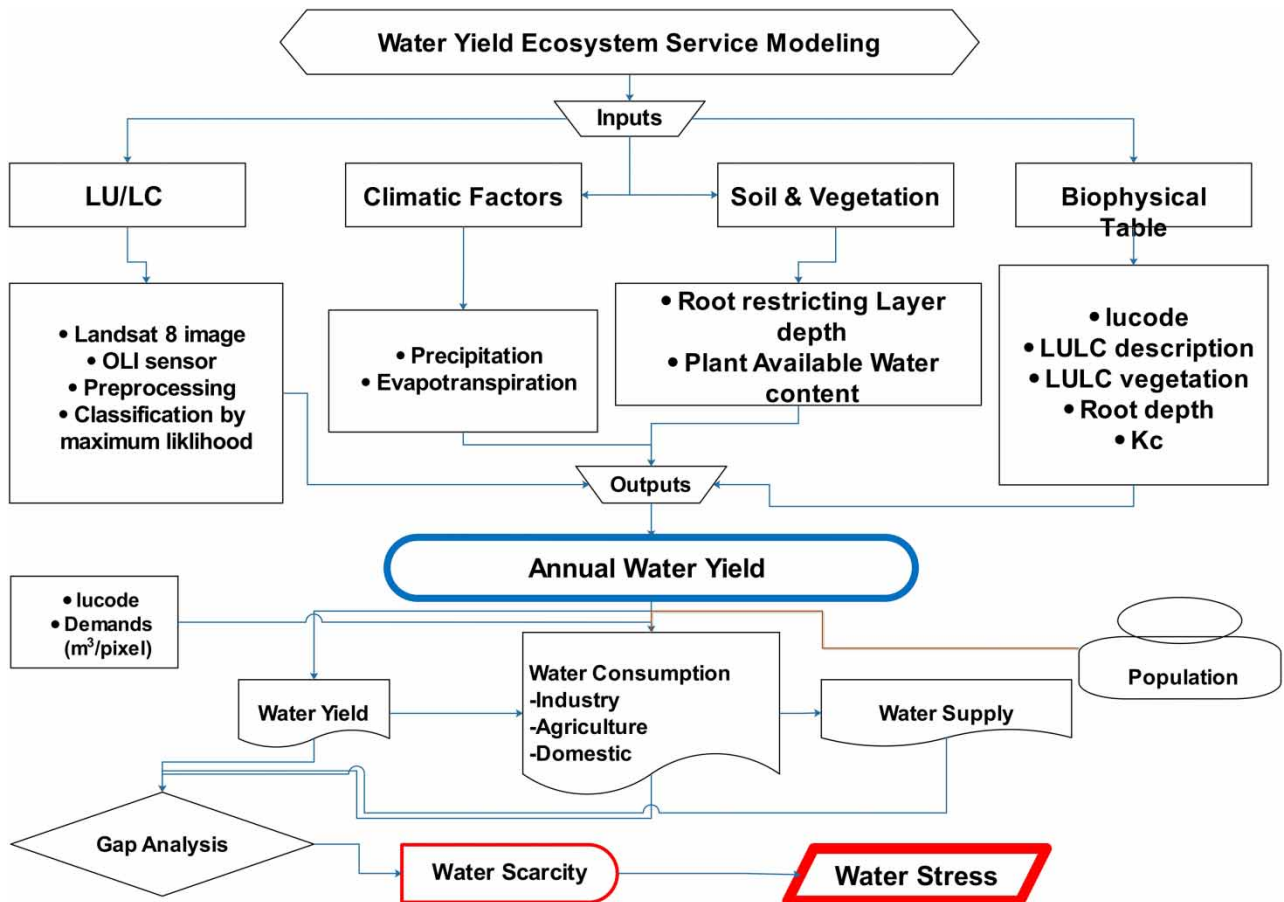 Water Yield Ecosystem Service Modeling
Inputs
LU/LC
Climatic Factors
Soil & Vegetation
Biophysical
Table
• Landsat 8 image
• OLI sensor
• Preprocessing
• Classification by
maximum liklihood
• Precipitation
• Evapotranspiration
• Root restricting Layer
depth
• Plant Available Water
content
• lucode
• LULC description
• LULC vegetation
• Root depth
• Kc
Outputs
Annual Water Yield
• lucode
• Demands
(m³/pixel)
Population
Water Yield
Water Consumption
-Industry
-Agriculture
-Domestic
Water Supply
Gap Analysis
Water Scarcity
Water Stress